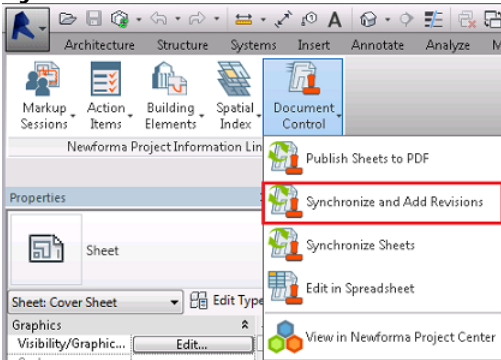 A
Architecture Structure Systems Insert Annotate Analyze
Markup Sessions
Action Items
Building Elements
Spatial Index
Document Control
Newforma Project Information Lin
Publish Sheets to PDF
Properties
Synchronize and Add Revisions
Sheet
Synchronize Sheets
Sheet: Cover Sheet
Edit Type
Edit in Spreadsheet
Graphics
Visibility/Graphic...
Edit...
View in Newforma Project Center